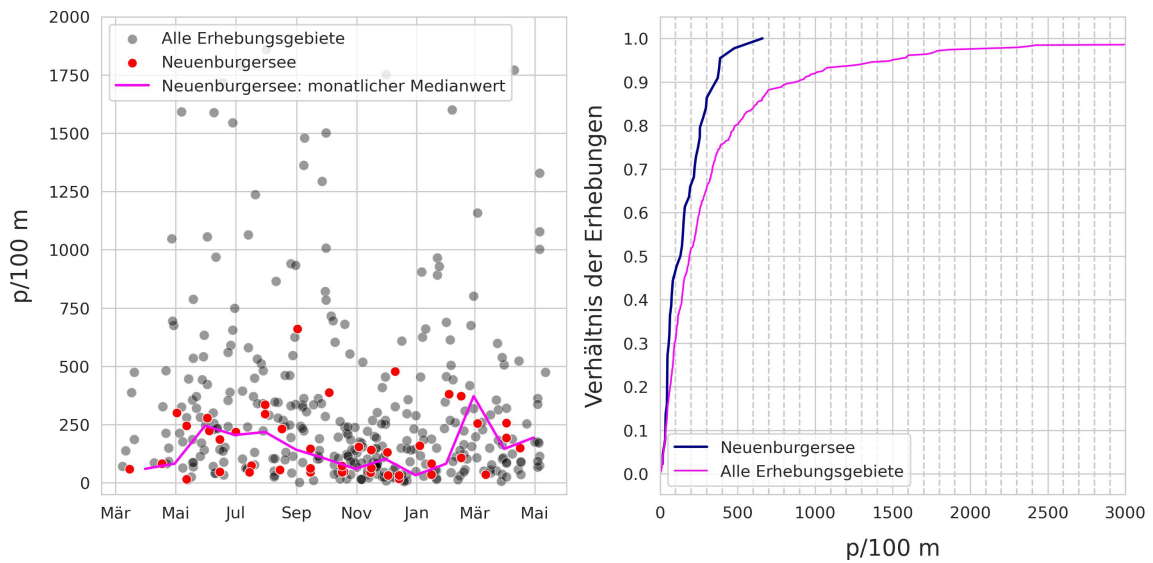 2000
1750
1500
1250
1000
750
500
250
0
p/100 m
Alle Erhebungsgebiete
Neuenburgersee
Neuenburgersee: monatlicher Medianwert
Mär Mai Jul Sep Nov Jan Mär Mai
1.0
0.9
0.8
0.7
0.6
0.5
0.4
0.3
0.2
0.1
0.0
Verhältnis der Erhebungen
Neuenburgersee
Alle Erhebungsgebiete
0 500 1000 1500 2000 2500 3000
p/100 m